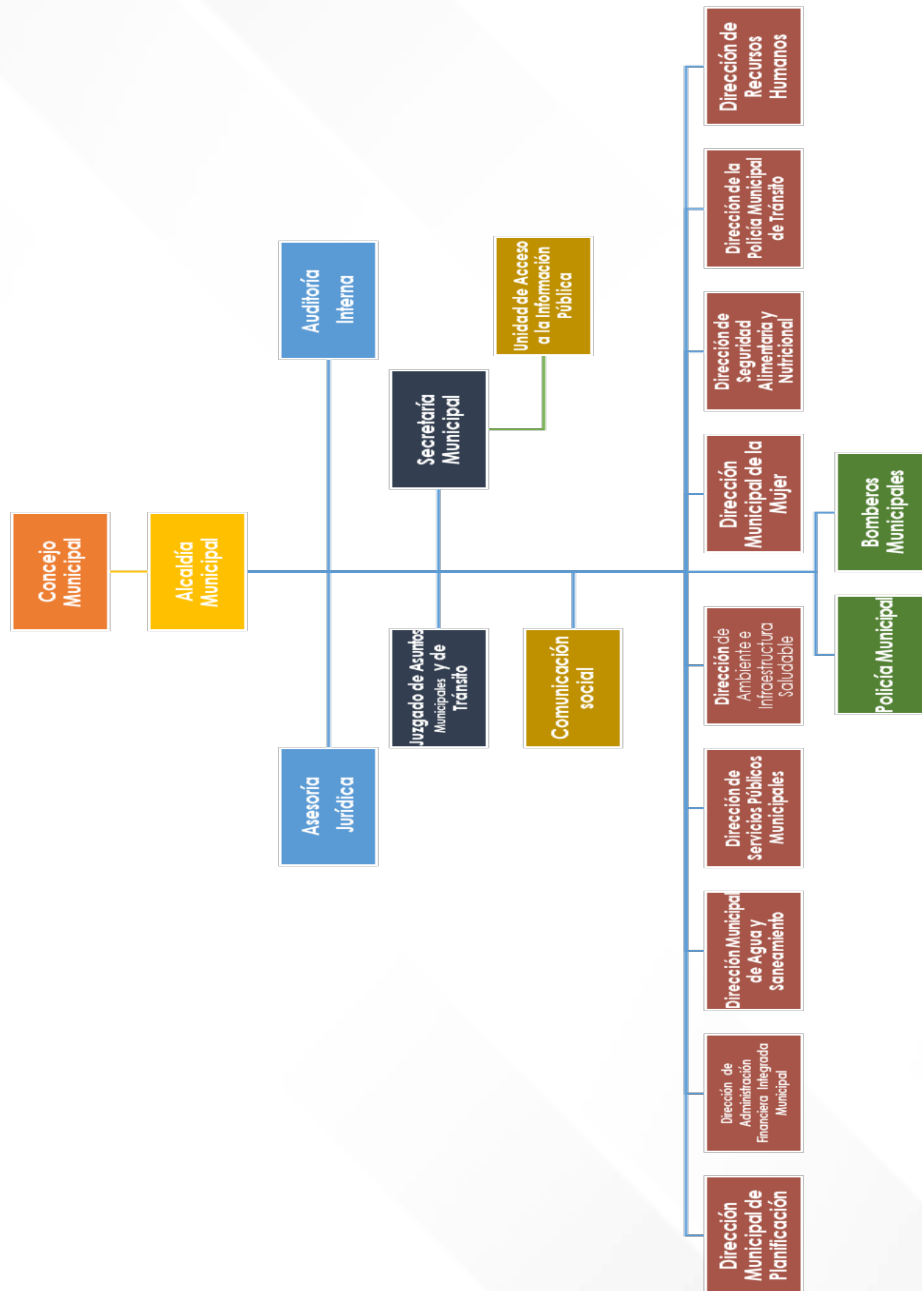 Concejo
Municipal
Alcaldía
Municipal
Asesoría
Jurídica
Auditoría
Interna
Juzgado de Asuntos
Municipales y de
Tránsito
Secretaría
Municipal
Unidad de Acceso
a la Información
Pública
Comunicación
social
Dirección
Municipal de
Planificación
Dirección de
Administración
Financiera Integrada
Municipal
Dirección Municipal
de Agua y
Saneamiento
Dirección de
Servicios Públicos
Municipales
Dirección de
Ambiente e
Infraestructura
Saludable
Dirección
Municipal de la
Mujer
Dirección de
Seguridad
Alimentaria y
Nutricional
Dirección de la
Policía Municipal
de Tránsito
Dirección de
Recursos
Humanos
Policía Municipal
Bomberos
Municipales